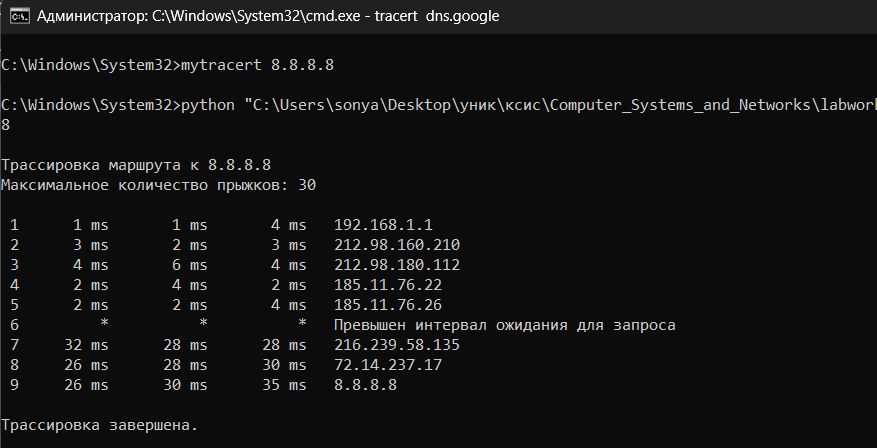 Администратор: C:\Windows\System32\cmd.exe - tracert dns.google
C:\Windows\System32>mytracert 8.8.8.8
C:\Windows\System32>python "C:\Users\sonya\Desktop\уник\ксис\Computer_Systems_and_Networks\labwork
8
Трассировка маршрута к 8.8.8.8
Максимальное количество прыжков: 30
1 1 ms 1 ms 4 ms 192.168.1.1
2 3 ms 2 ms 3 ms 212.98.160.210
3 4 ms 6 ms 4 ms 212.98.180.112
4 2 ms 4 ms 2 ms 185.11.76.22
5 2 ms 2 ms 4 ms 185.11.76.26
6 * * * Превышен интервал ожидания для запроса
7 32 ms 28 ms 28 ms 216.239.58.135
8 26 ms 28 ms 30 ms 72.14.237.17
9 26 ms 30 ms 35 ms 8.8.8.8
Трассировка завершена.